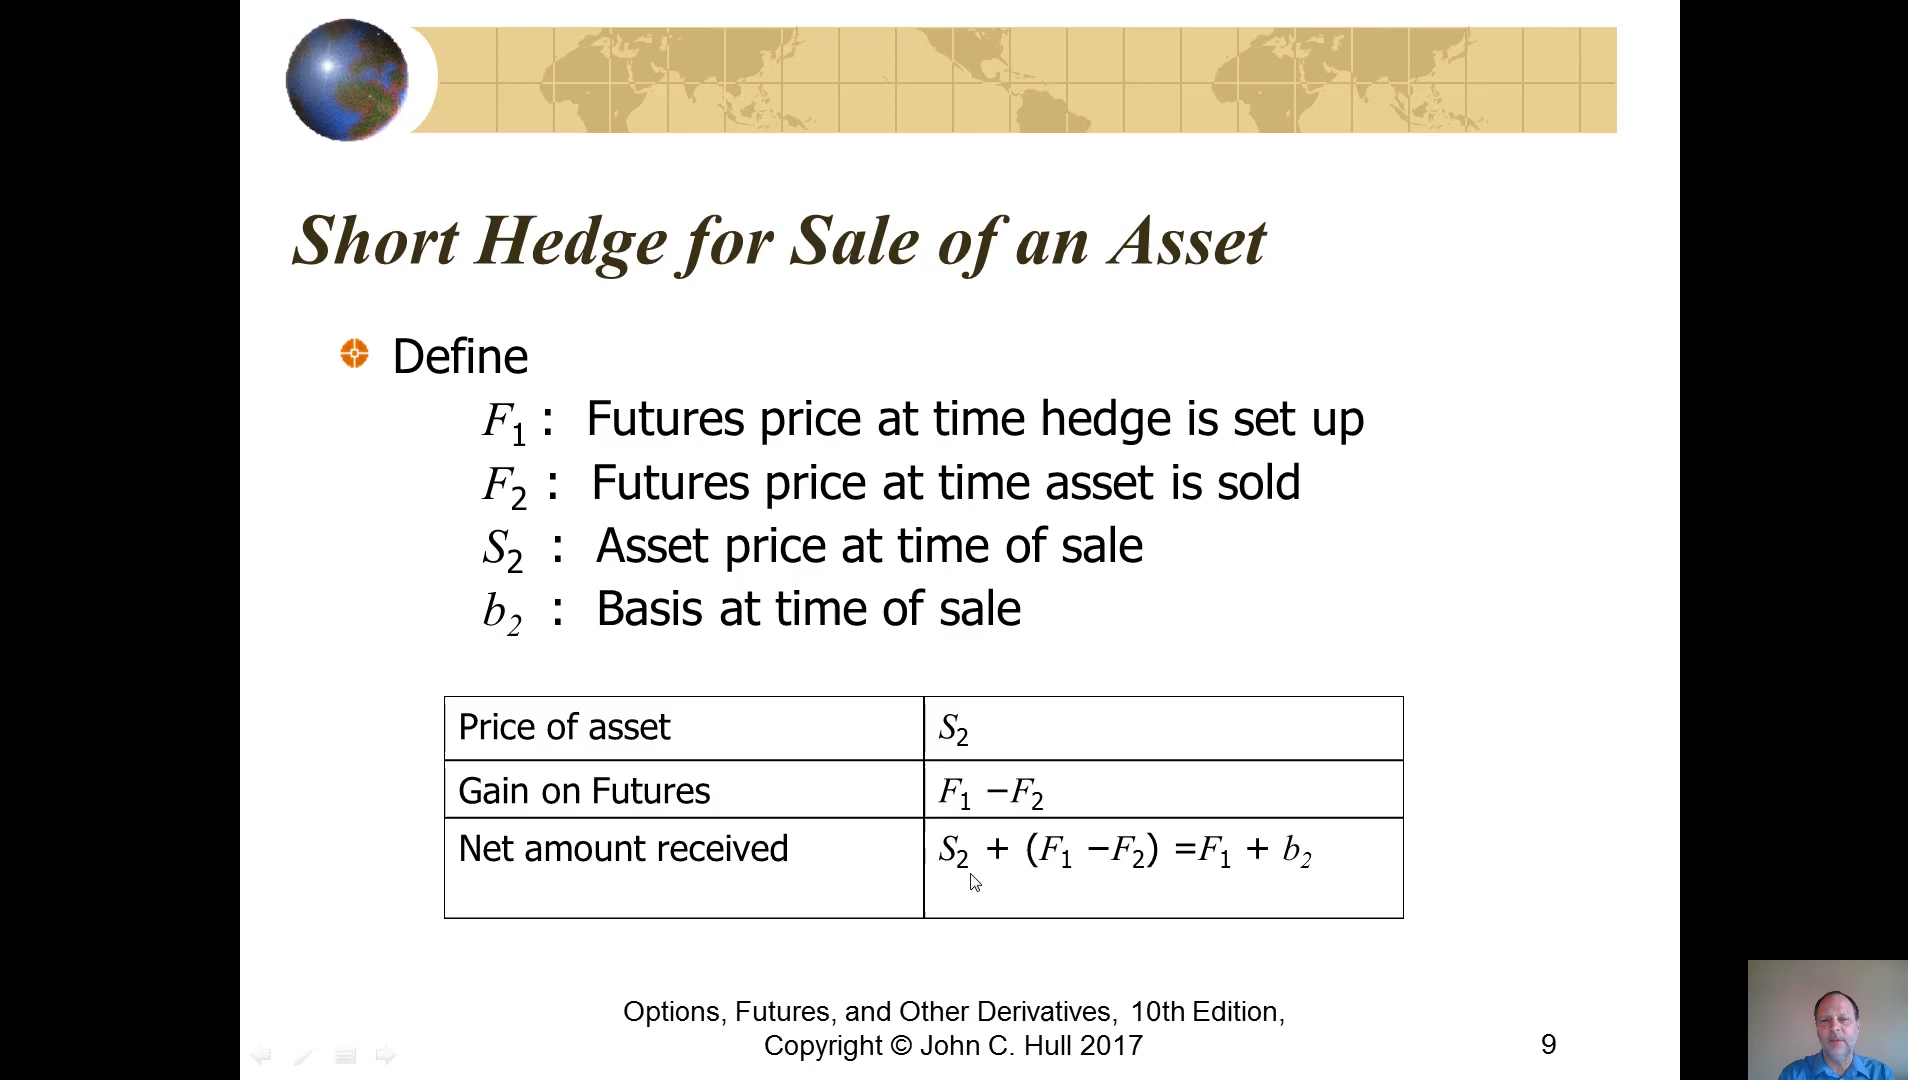 Short Hedge for Sale of an Asset
Define
F₁ : Futures price at time hedge is set up
F₂ : Futures price at time asset is sold
S₂ : Asset price at time of sale
b₂ : Basis at time of sale
Price of asset S₂
Gain on Futures F₁ −F₂
Net amount received S₂ + (F₁ −F₂) =F₁ + b₂
Options, Futures, and Other Derivatives, 10th Edition,
Copyright © John C. Hull 2017
9